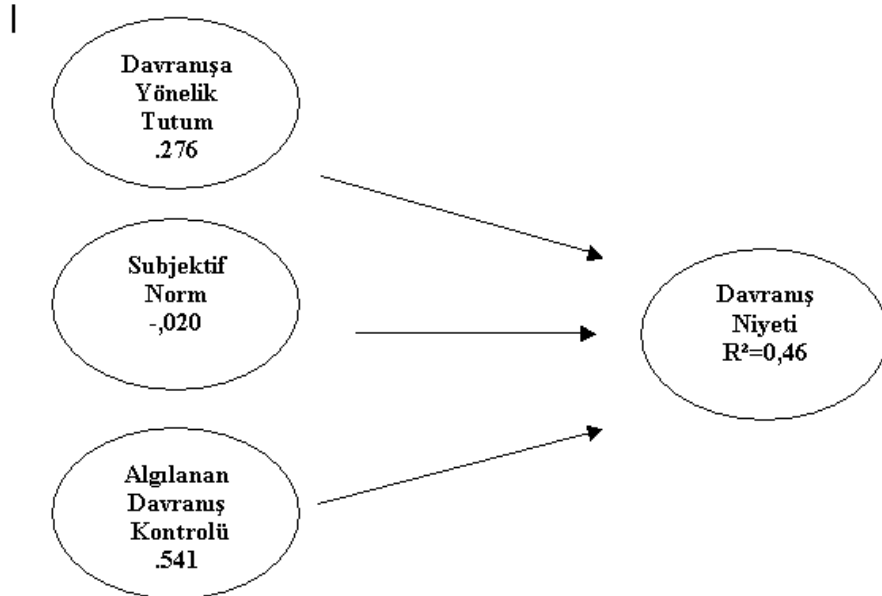 Davranışa
Yönelik
Tutum
.276
Subjektif
Norm
-,020
Algılanan
Davranış
Kontrolü
.541
Davranış
Niyeti
R²=0,46